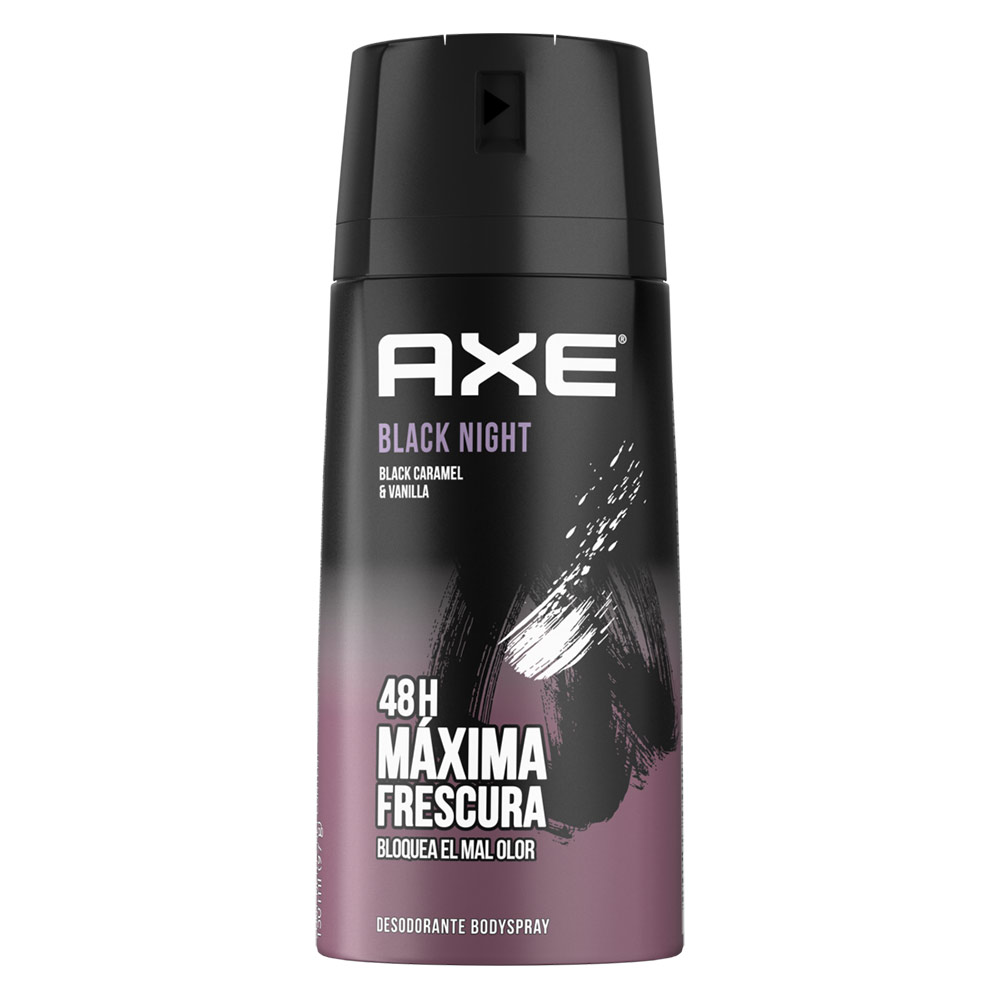 AXE®
BLACK NIGHT
BLACK CARAMEL
& VANILLA
48H
MÁXIMA
FRESCURA
BLOQUEA EL MAL OLOR
DESODORANTE BODYSPRAY